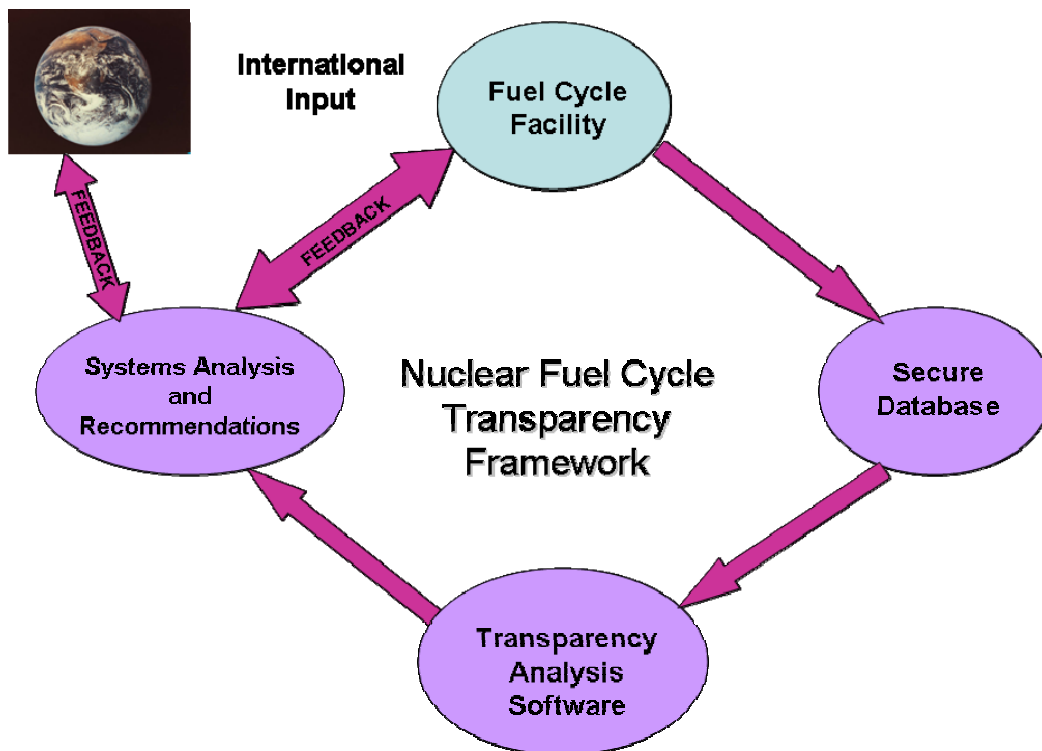 International
Input
Fuel Cycle
Facility
FEEDBACK
FEEDBACK
Systems Analysis
and
Recommendations
Nuclear Fuel Cycle
Transparency
Framework
Secure
Database
Transparency
Analysis
Software